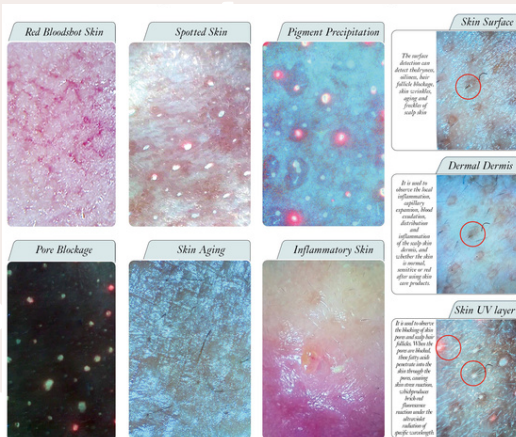 Red Bloodshot Skin
Spotted Skin
Pigment Precipitation
Skin Surface
The surface
detection can
detect
oiliness, hair
follicle blockage,
skin wrinkles,
aging and
freckles of
scalp skin
Dermal Dermis
It is used to
observe the local
inflammation,
capillary
expansion, blood
exudation,
distribution
and
inflammation
of the scalp skin
dermis, and
whether the skin
is normal,
sensitive or red
after using skin
care products.
Pore Blockage
Skin Aging
Inflammatory Skin
Skin UV layer
It is used to observe
the blocking of skin
pores and scalp hair
follicles. When the
pores are blocked,
then fatty acids
penetrate into the
skin through the
pores, causing
skin stress reaction,
which produce
brick-red
fluorescence
reaction under the
ultraviolet
radiation of
specific wavelength